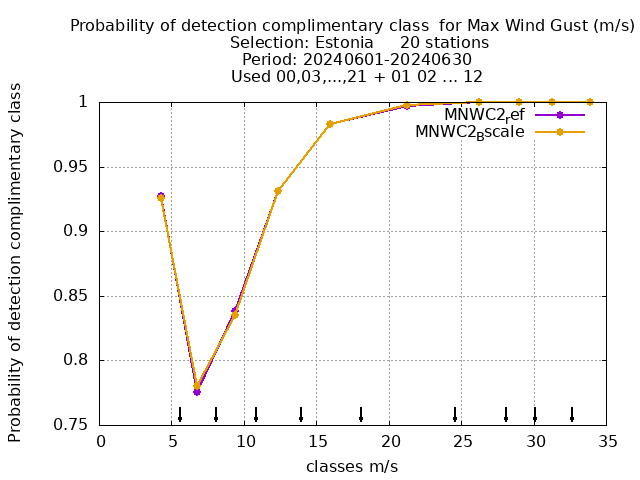 Probability of detection complimentary class  for Max Wind Gust (m/s)
Selection: Estonia     20 stations
Period: 20240601-20240630
Used 00,03,...,21 + 01 02 ... 12
Probability of detection complimentary class
1
0.95
0.9
0.85
0.8
0.75
MNWC2ref
MNWC2Bscale
0 5 10 15 20 25 30 35
classes m/s